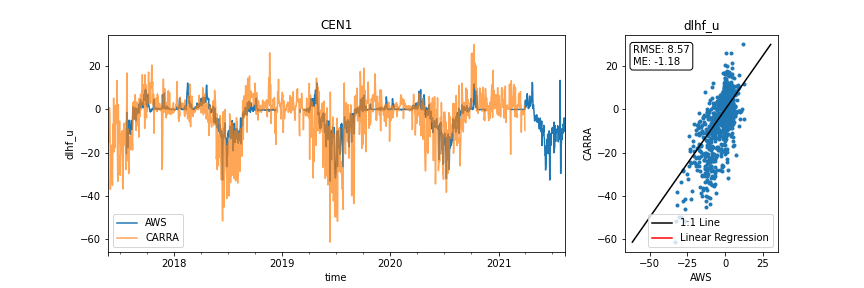 CEN1
dlhf_u
20
0
−20
−40
−60
2018
2019
2020
2021
time
AWS
CARRA
dlhf_u
RMSE: 8.57
ME: -1.18
CARRA
20
0
−20
−40
−60
1:1 Line
Linear Regression
−50
−25
0
25
AWS